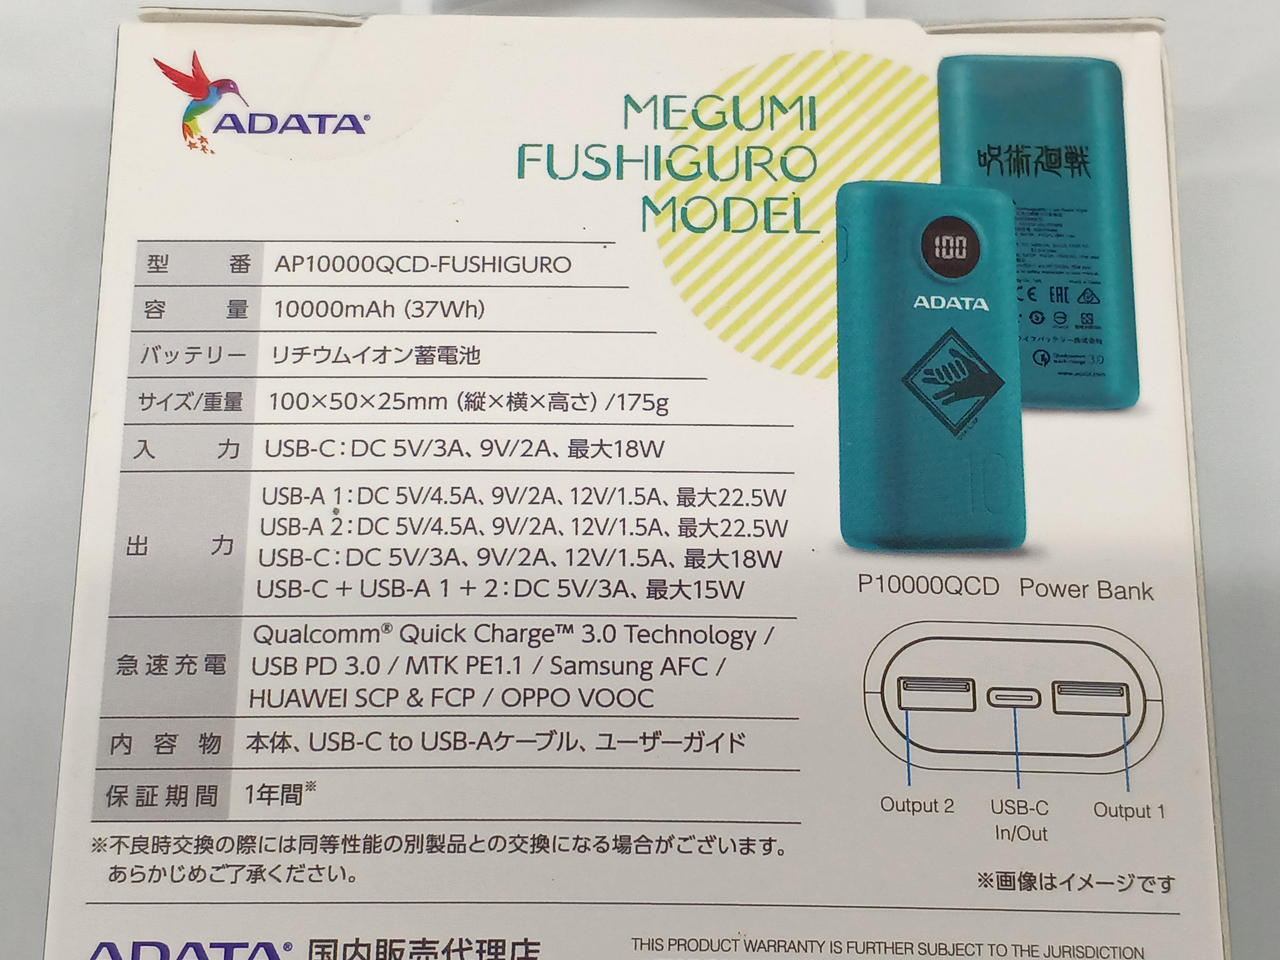 ADATA®
MEGUMI
FUSHIGURO
MODEL
呪術廻戦
100
ADATA
10
Qualcomm
3.0
www.adata.com
型番 AP10000QCD-FUSHIGURO
容量 10000mAh (37Wh)
バッテリー リチウムイオン蓄電池
サイズ/重量 100×50×25mm（縦×横×高さ）/175g
入力 USB-C：DC 5V/3A、9V/2A、最大18W
出力 USB-A 1：DC 5V/4.5A、9V/2A、12V/1.5A、最大22.5W
USB-A 2：DC 5V/4.5A、9V/2A、12V/1.5A、最大22.5W
USB-C：DC 5V/3A、9V/2A、12V/1.5A、最大18W
USB-C + USB-A 1 + 2：DC 5V/3A、最大15W
急速充電 Qualcomm® Quick Charge™ 3.0 Technology /
USB PD 3.0 / MTK PE1.1 / Samsung AFC /
HUAWEI SCP & FCP / OPPO VOOC
内容物 本体、USB-C to USB-Aケーブル、ユーザーガイド
保証期間 1年間※
※不良時交換の際には同等性能の別製品との交換になる場合がございます。
あらかじめご了承ください。
P10000QCD Power Bank
Output 2
USB-C
In/Out
Output 1
※画像はイメージです
ADATA® 国内販売代理店
THIS PRODUCT WARRANTY IS FURTHER SUBJECT TO THE JURISDICTION